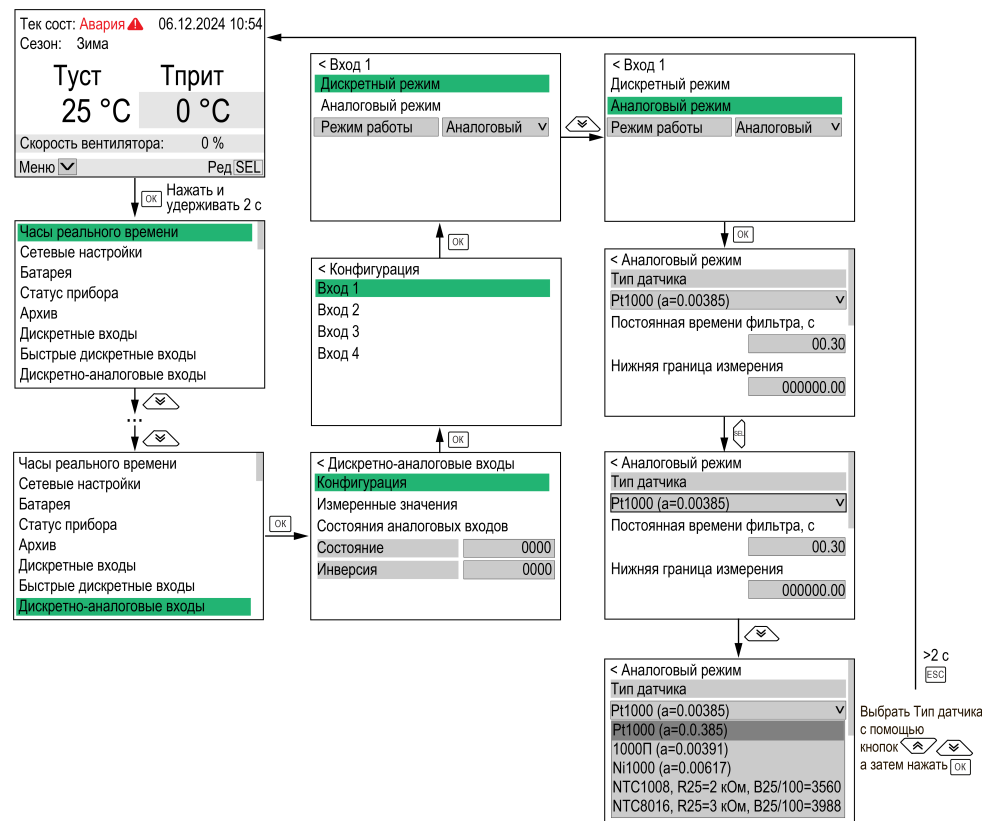 Тек сост: Авария 06.12.2024 10:54
Сезон: Зима
Туст Тприт
25 °C 0 °C
Скорость вентилятора: 0 %
Меню Ред SEL
OK Нажать и
удерживать 2 с
Часы реального времени
Сетевые настройки
Батарея
Статус прибора
Архив
Дискретные входы
Быстрые дискретные входы
Дискретно-аналоговые входы
...
Часы реального времени
Сетевые настройки
Батарея
Статус прибора
Архив
Дискретные входы
Быстрые дискретные входы
Дискретно-аналоговые входы
OK
< Дискретно-аналоговые входы
Конфигурация
Измеренные значения
Состояния аналоговых входов
Состояние 0000
Инверсия 0000
OK
< Конфигурация
Вход 1
Вход 2
Вход 3
Вход 4
OK
< Вход 1
Дискретный режим
Аналоговый режим
Режим работы Аналоговый
< Вход 1
Дискретный режим
Аналоговый режим
Режим работы Аналоговый
OK
< Аналоговый режим
Тип датчика
Pt1000 (a=0.00385)
Постоянная времени фильтра, с
00.30
Нижняя граница измерения
000000.00
SEL
< Аналоговый режим
Тип датчика
Pt1000 (a=0.00385)
Постоянная времени фильтра, с
00.30
Нижняя граница измерения
000000.00
< Аналоговый режим
Тип датчика
Pt1000 (a=0.00385)
Pt1000 (a=0.0.385)
1000П (a=0.00391)
Ni1000 (a=0.00617)
NTC1008, R25=2 кОм, B25/100=3560
NTC8016, R25=3 кОм, B25/100=3988
>2 с
ESC
Выбрать Тип датчика
с помощью
кнопок
а затем нажать OK